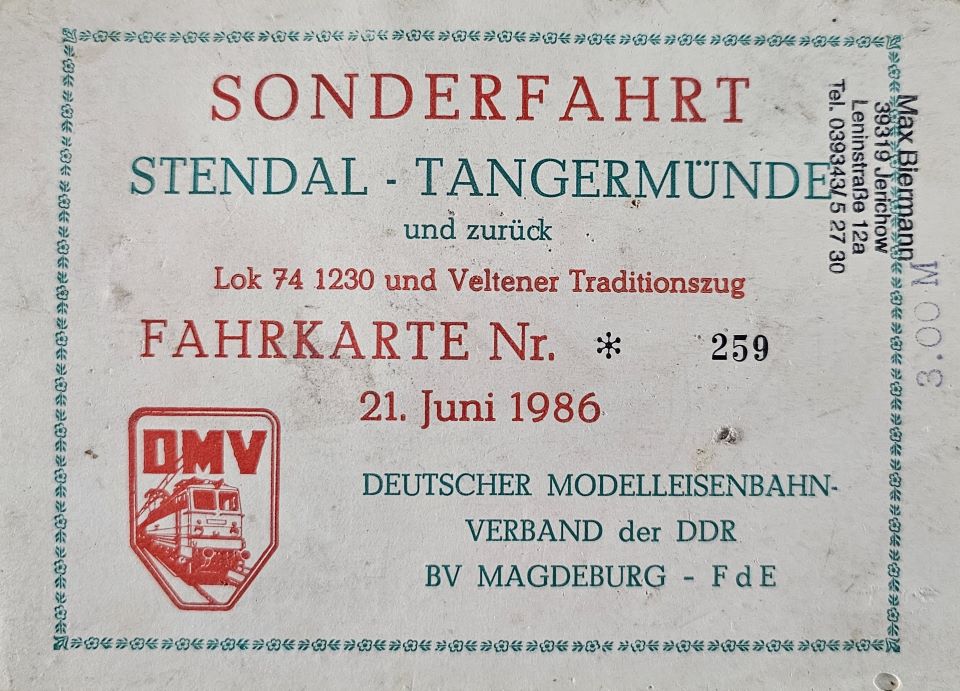 SONDERFAHRT
STENDAL - TANGERMÜNDE
und zurück
Lok 74 1230 und Veltener Traditionszug
FAHRKARTE Nr. * 259
21. Juni 1986
DMV
DEUTSCHER MODELLEISENBAHN-
VERBAND der DDR
BV MAGDEBURG - FdE
Max Biermann
39319 Jerichow
Leninstraße 12a
Tel. 039343/5 27 30
3.00 M